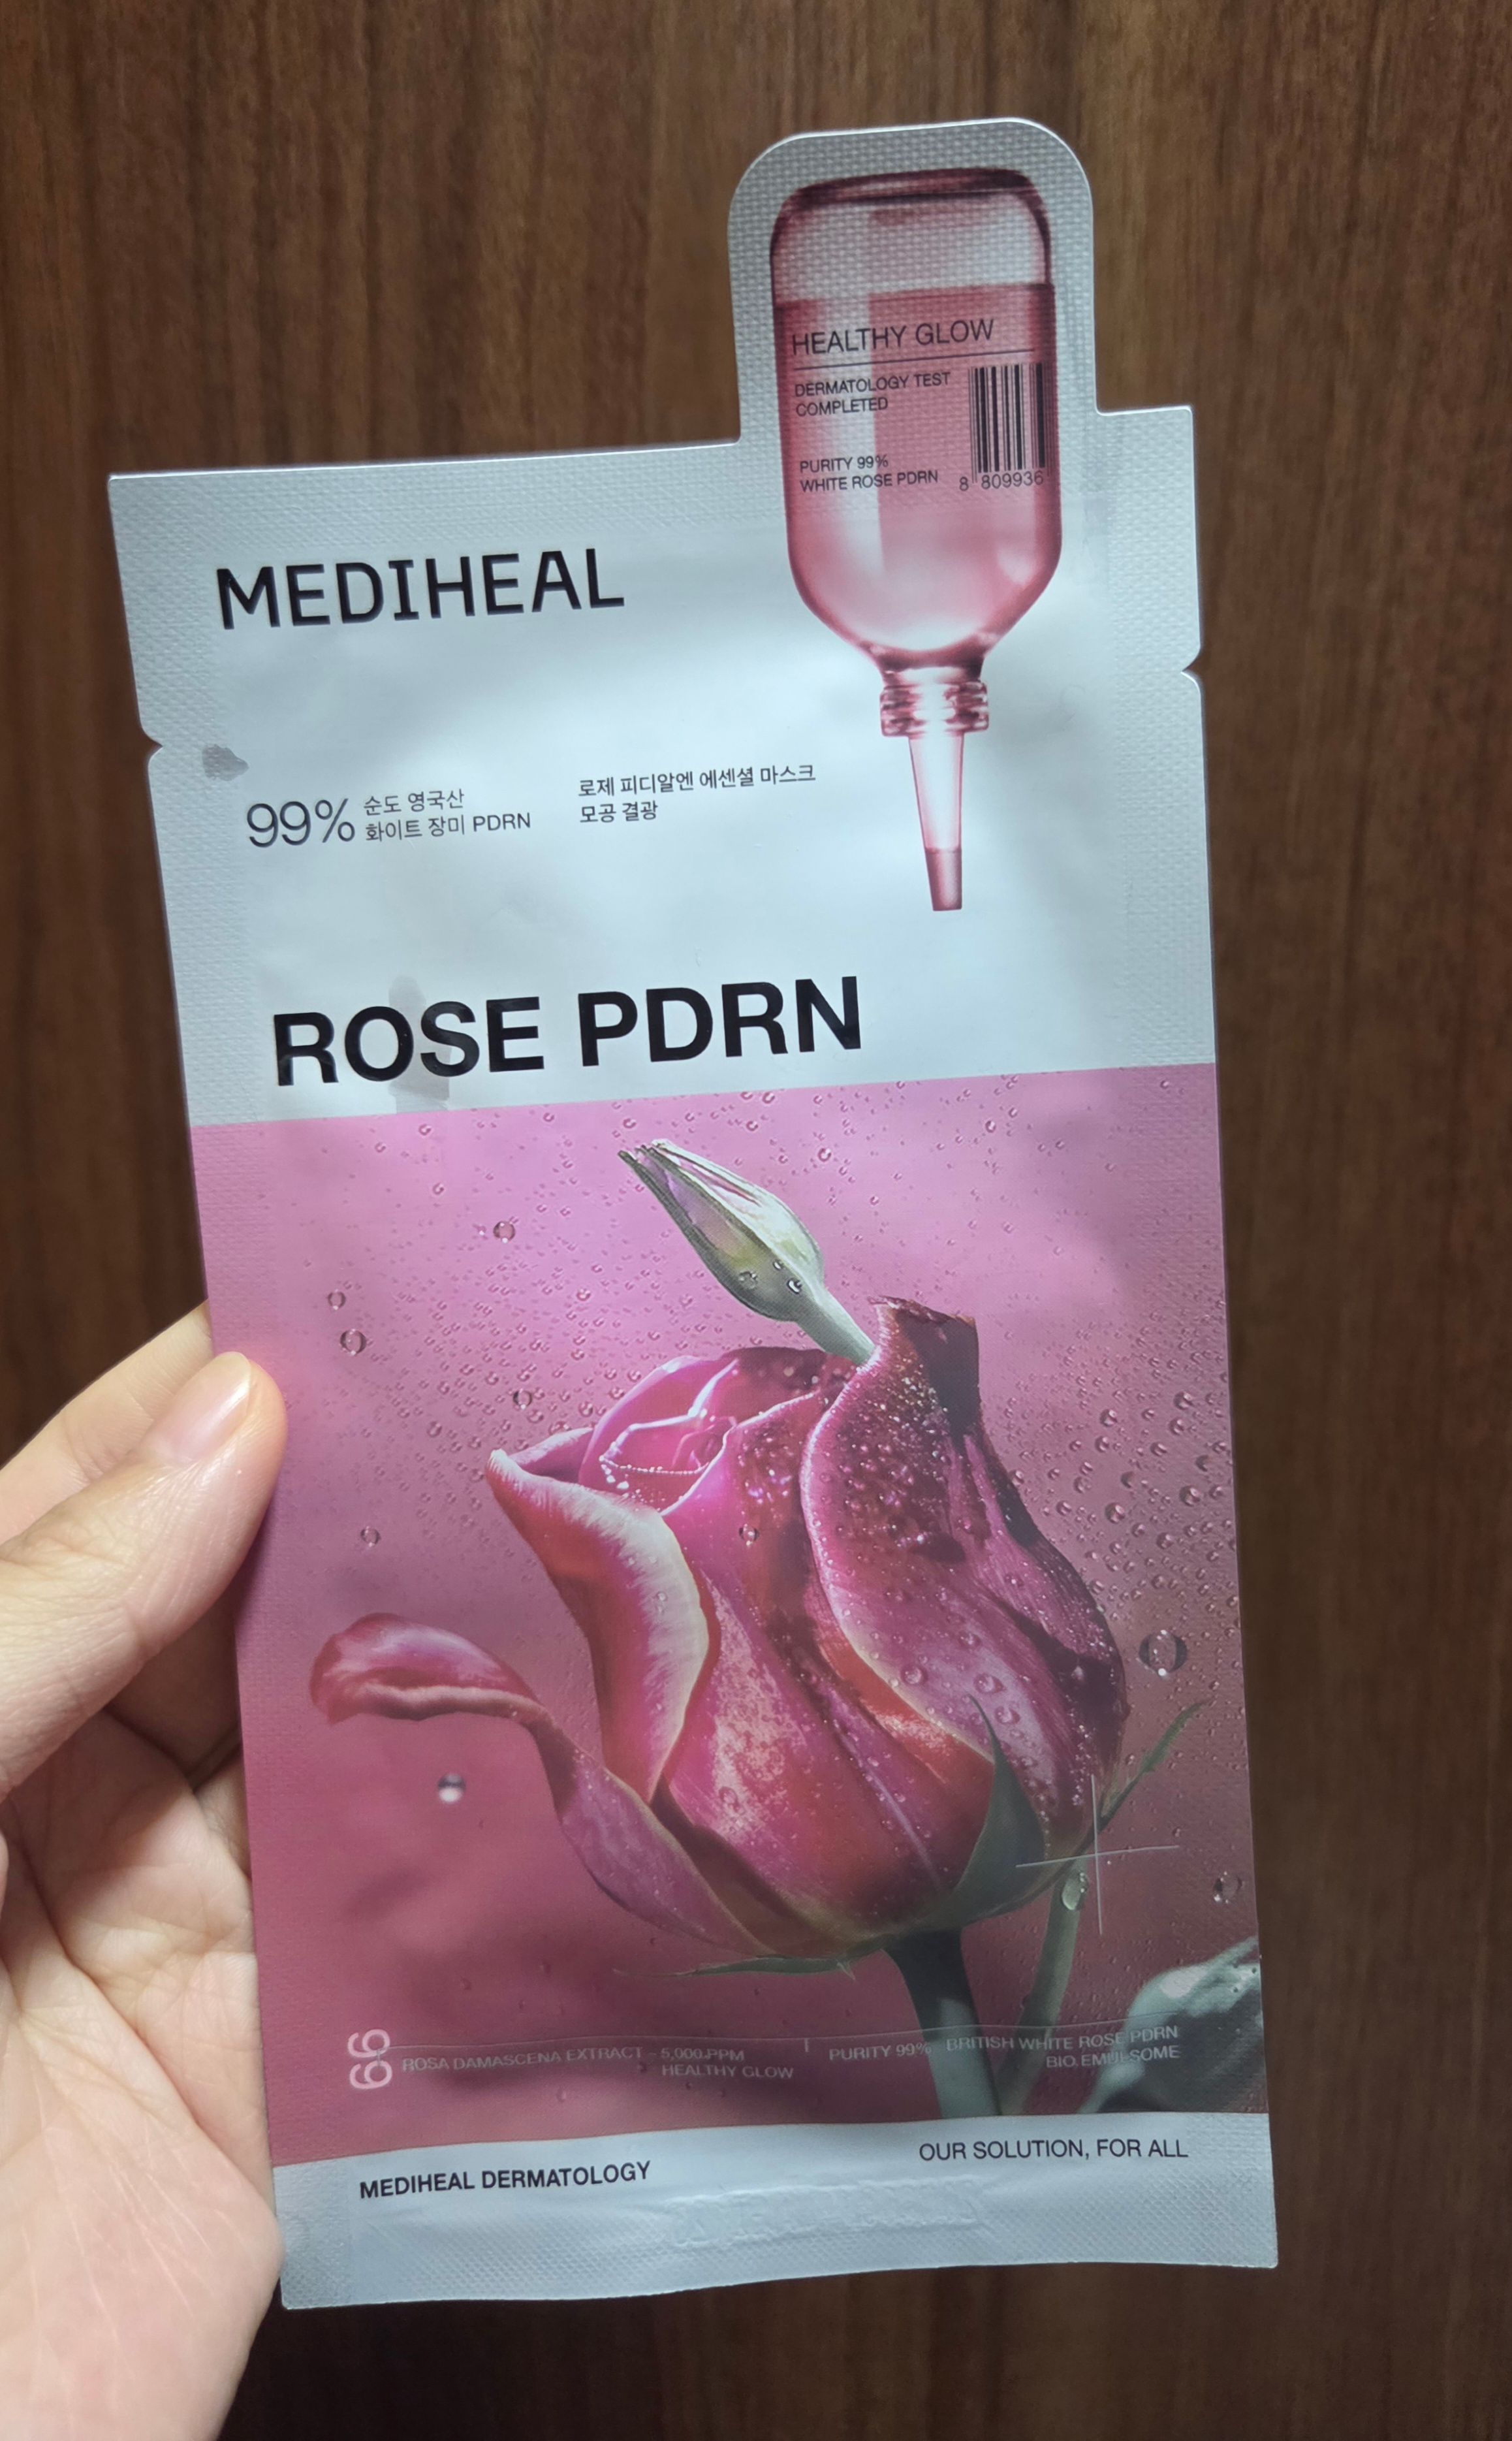 HEALTHY GLOW
DERMATOLOGY TEST
COMPLETED
PURITY 99%
WHITE ROSE PDRN
8 809936
MEDIHEAL
99% 순도 영국산
화이트 장미 PDRN
로제 피디알엔 에센셜 마스크
모공 결광
ROSE PDRN
99
ROSA DAMASCENA EXTRACT - 5,000.PPM
HEALTHY GLOW
PURITY 99% BRITISH WHITE ROSE PDRN
BIO.EMULSOME
MEDIHEAL DERMATOLOGY
OUR SOLUTION, FOR ALL